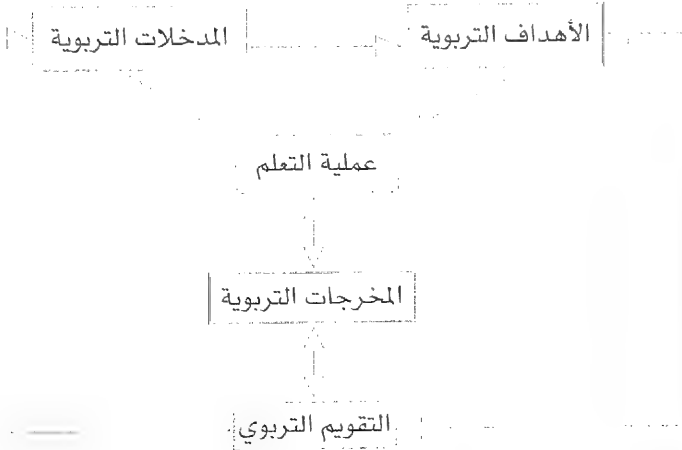 الأهداف التربوية
المدخلات التربوية
عملية التعلم
المخرجات التربوية
التقويم التربوي